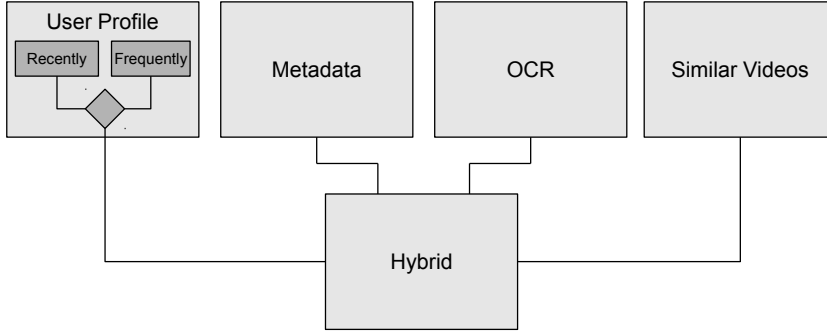 User Profile
Recently
Frequently
Metadata
OCR
Similar Videos
Hybrid